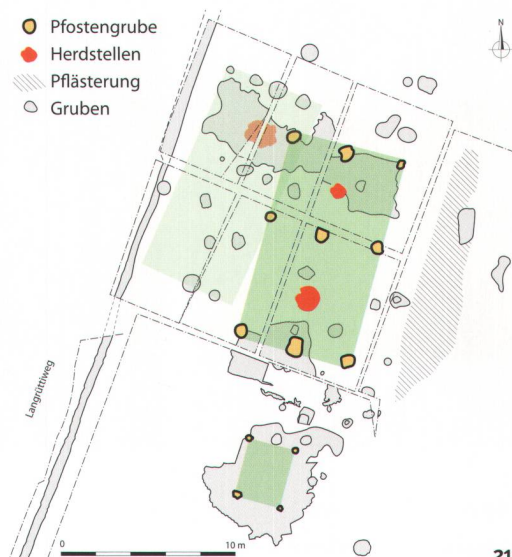 Pfostengrube
Herdstellen
Pflästerung
Gruben
N
Langrüttiweg
0
10 m
21